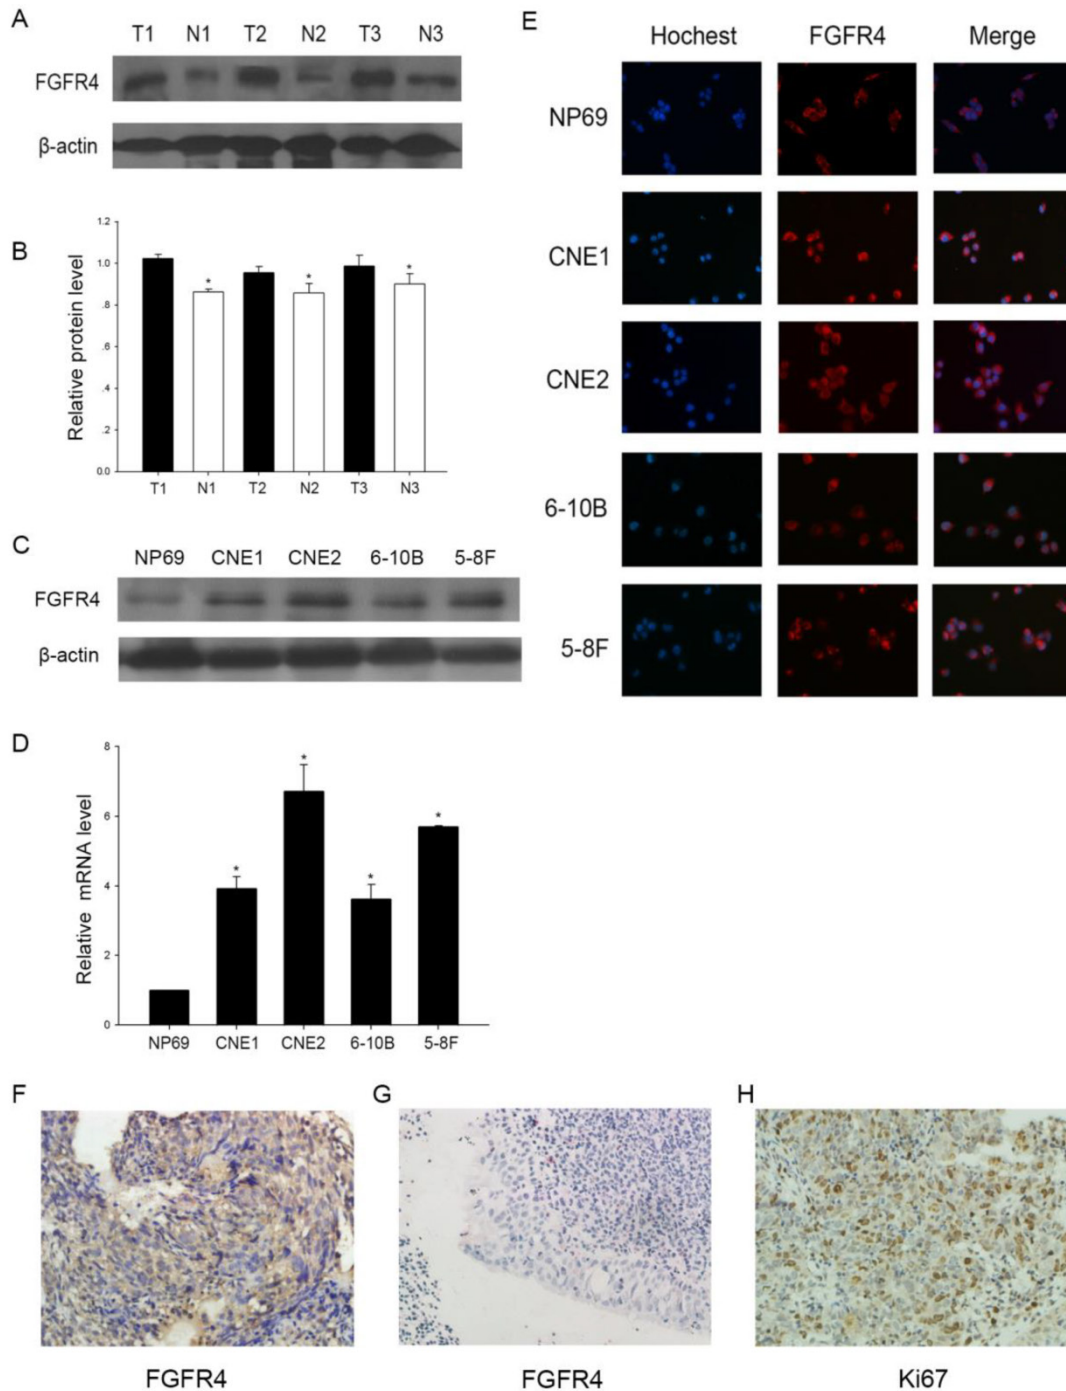 A
T1 N1 T2 N2 T3 N3
FGFR4
β-actin
B
Relative protein level
1.2
1.0
.8
.6
.4
.2
0.0
* * *
T1 N1 T2 N2 T3 N3
C
NP69 CNE1 CNE2 6-10B 5-8F
FGFR4
β-actin
D
Relative mRNA level
8
6
4
2
0
* * * *
NP69 CNE1 CNE2 6-10B 5-8F
E
Hochest FGFR4 Merge
NP69
CNE1
CNE2
6-10B
5-8F
F
FGFR4
G
FGFR4
H
Ki67